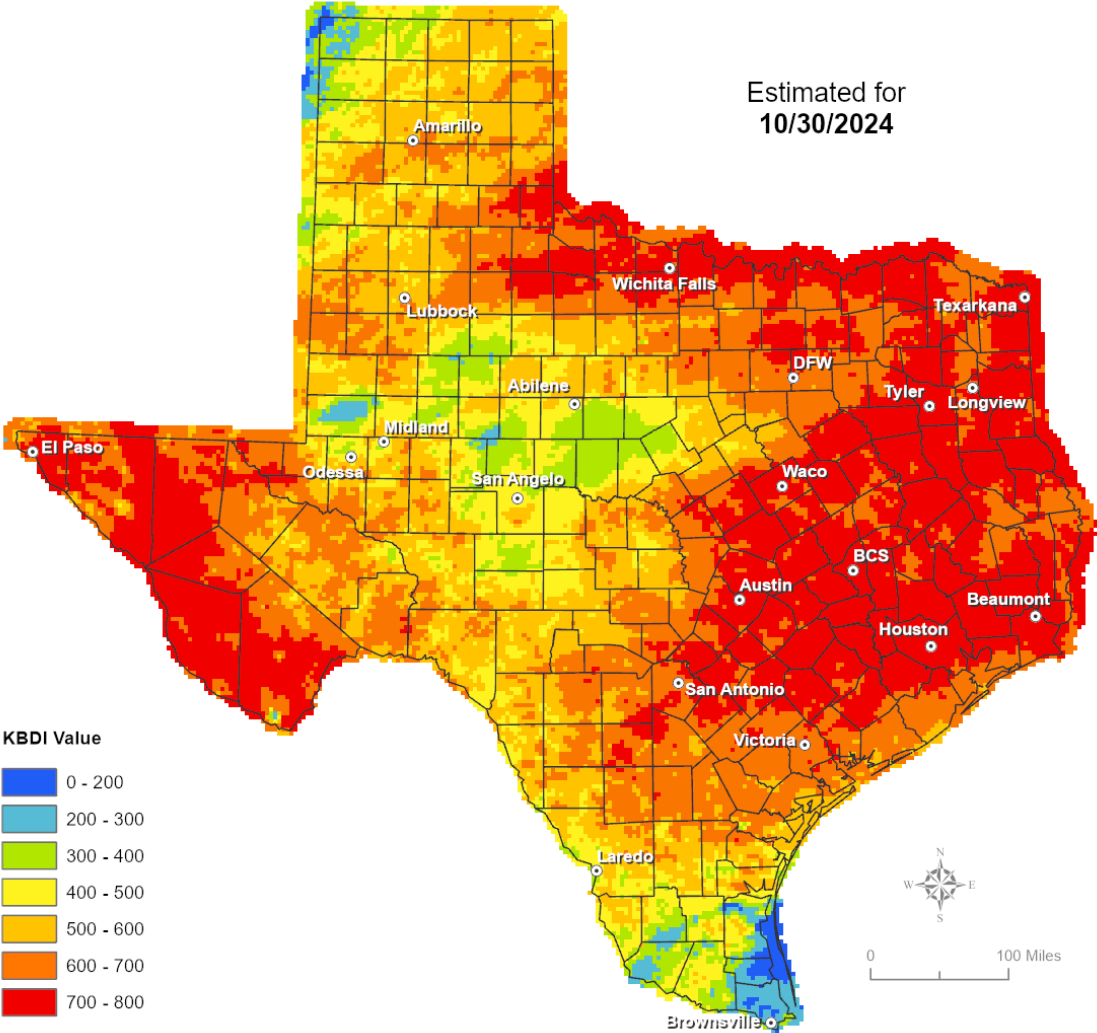 Estimated for
10/30/2024
Amarillo
Wichita Falls
Texarkana
Lubbock
DFW
Abilene
Tyler
Longview
Midland
El Paso
Odessa
San Angelo
Waco
BCS
Austin
Beaumont
Houston
San Antonio
Victoria
KBDI Value
0 - 200
200 - 300
300 - 400
400 - 500
500 - 600
600 - 700
700 - 800
Laredo
Brownsville
N
W
E
S
0
100 Miles